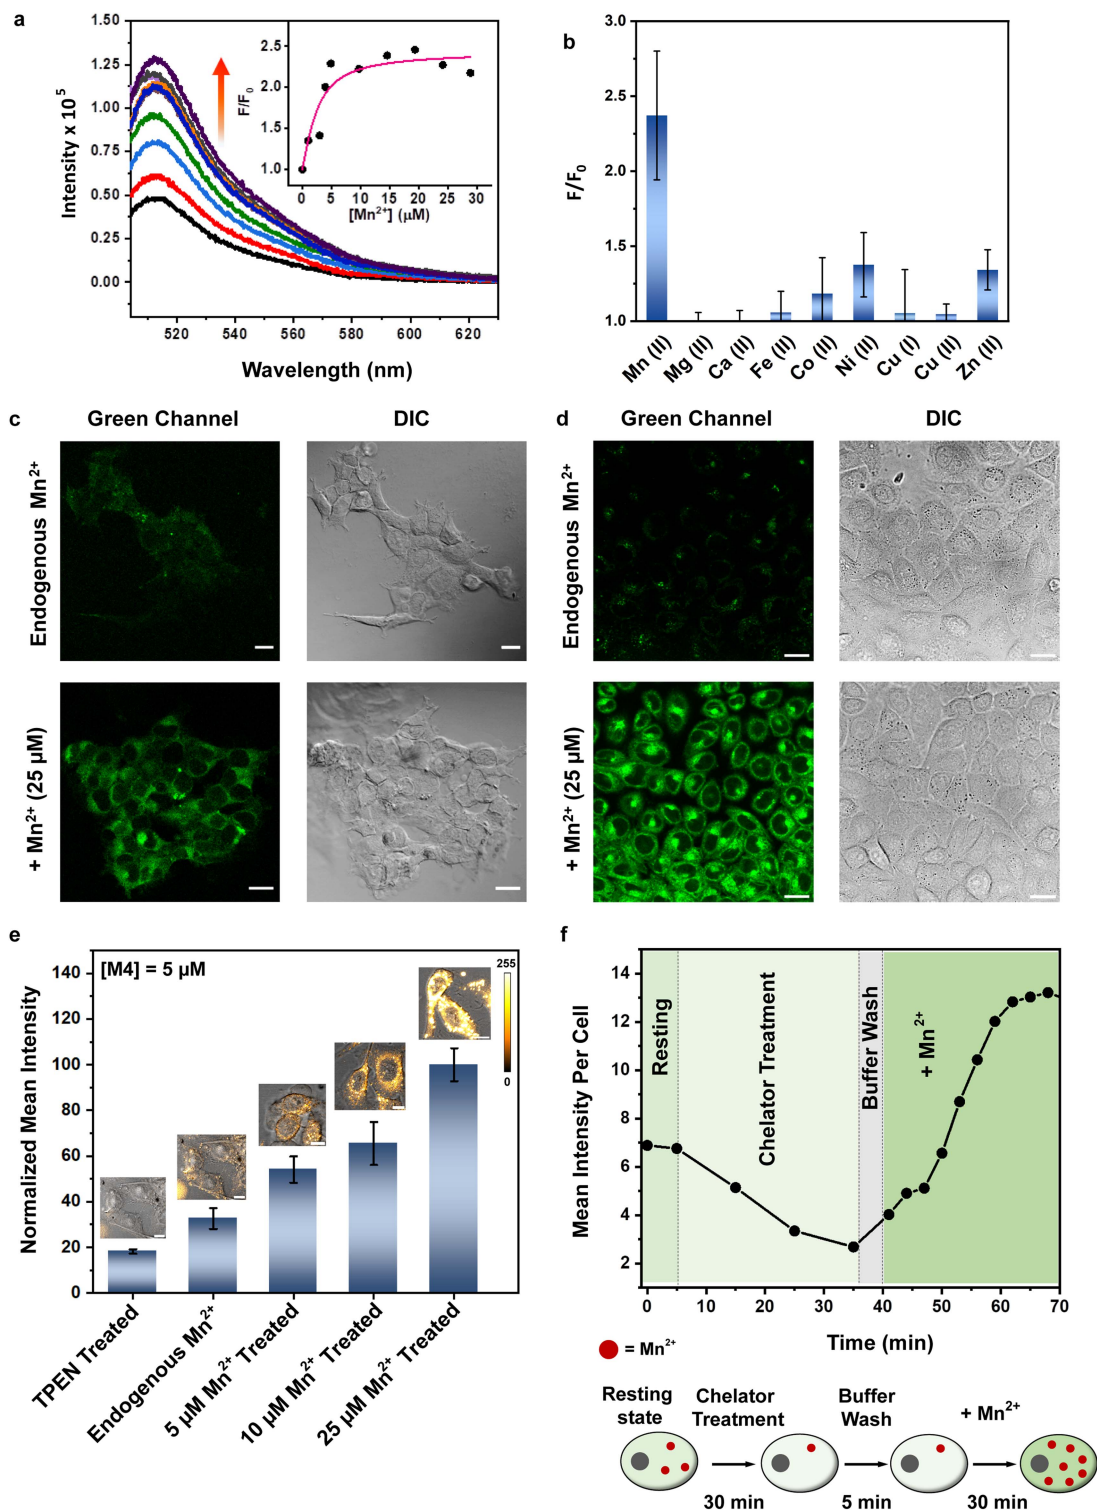 a
Intensity x 10⁵
1.50
1.25
1.00
0.75
0.50
0.25
0.00
520
540
560
580
600
620
Wavelength (nm)
F/F₀
2.5
2.0
1.5
1.0
0
5
10
15
20
25
30
[Mn²⁺] (µM)
b
F/F₀
3.0
2.5
2.0
1.5
1.0
Mn (II)
Mg (II)
Ca (II)
Fe (II)
Co (II)
Ni (II)
Cu (I)
Cu (II)
Zn (II)
c
Green Channel
DIC
Endogenous Mn²⁺
+ Mn²⁺ (25 µM)
d
Green Channel
DIC
Endogenous Mn²⁺
+ Mn²⁺ (25 µM)
e
Normalized Mean Intensity
140
120
100
80
60
40
20
0
[M4] = 5 µM
255
0
TPEN Treated
Endogenous Mn²⁺
5 µM Mn²⁺ Treated
10 µM Mn²⁺ Treated
25 µM Mn²⁺ Treated
f
Mean Intensity Per Cell
14
12
10
8
6
4
2
Resting
Chelator Treatment
Buffer Wash
+ Mn²⁺
0
10
20
30
40
50
60
70
Time (min)
= Mn²⁺
Resting
state
Chelator
Treatment
Buffer
Wash
+ Mn²⁺
30 min
5 min
30 min